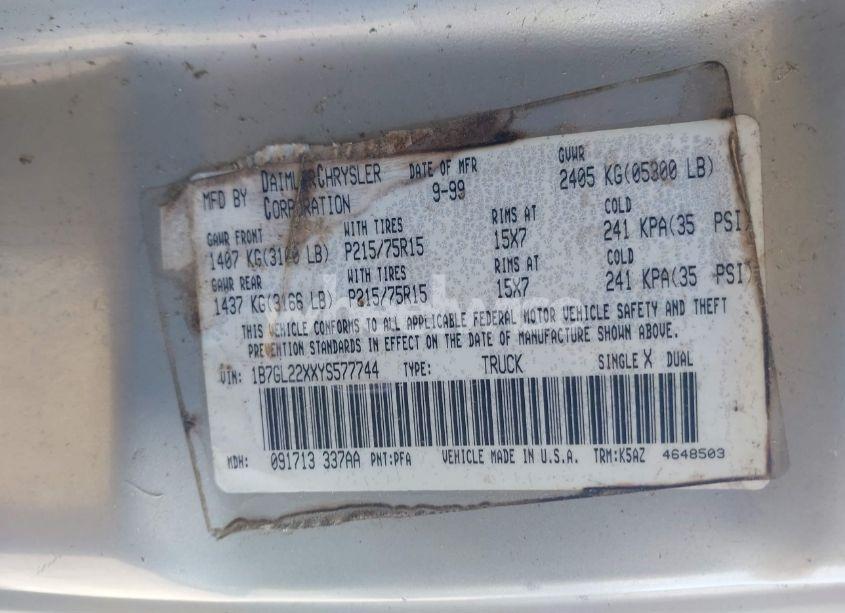 MFD BY DAIMLERCHRYSLER CORPORATION DATE OF MFR 9-99 GVWR 2405 KG(05300 LB)
GAWR FRONT WITH TIRES RIMS AT COLD
1407 KG(3100 LB) P215/75R15 15X7 241 KPA(35 PSI)
GAWR REAR WITH TIRES RIMS AT COLD
1437 KG(3166 LB) P215/75R15 15X7 241 KPA(35 PSI)
THIS VEHICLE CONFORMS TO ALL APPLICABLE FEDERAL MOTOR VEHICLE SAFETY AND THEFT
PREVENTION STANDARDS IN EFFECT ON THE DATE OF MANUFACTURE SHOWN ABOVE.
VIN: 1B7GL22XXYS577744 TYPE: TRUCK SINGLE X DUAL
MDH: 091713 337AA PNT:PFA VEHICLE MADE IN U.S.A. TRM:K5AZ 4648503